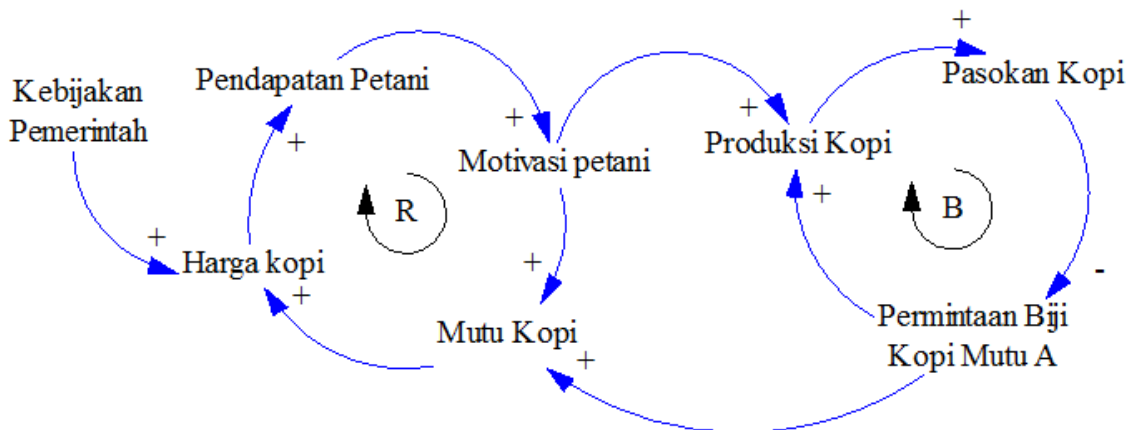 +
Pendapatan Petani
Pasokan Kopi
Kebijakan
Pemerintah
+
+
+
Produksi Kopi
Motivasi petani
+
R
B
+
Harga kopi
+
+
-
Permintaan Biji
Kopi Mutu A
Mutu Kopi
+